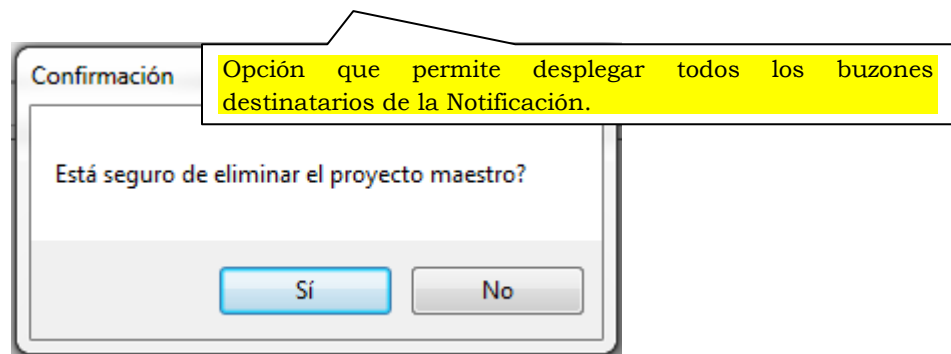 Confirmación
Opción que permite desplegar todos los buzones
destinatarios de la Notificación.
Está seguro de eliminar el proyecto maestro?
Sí
No